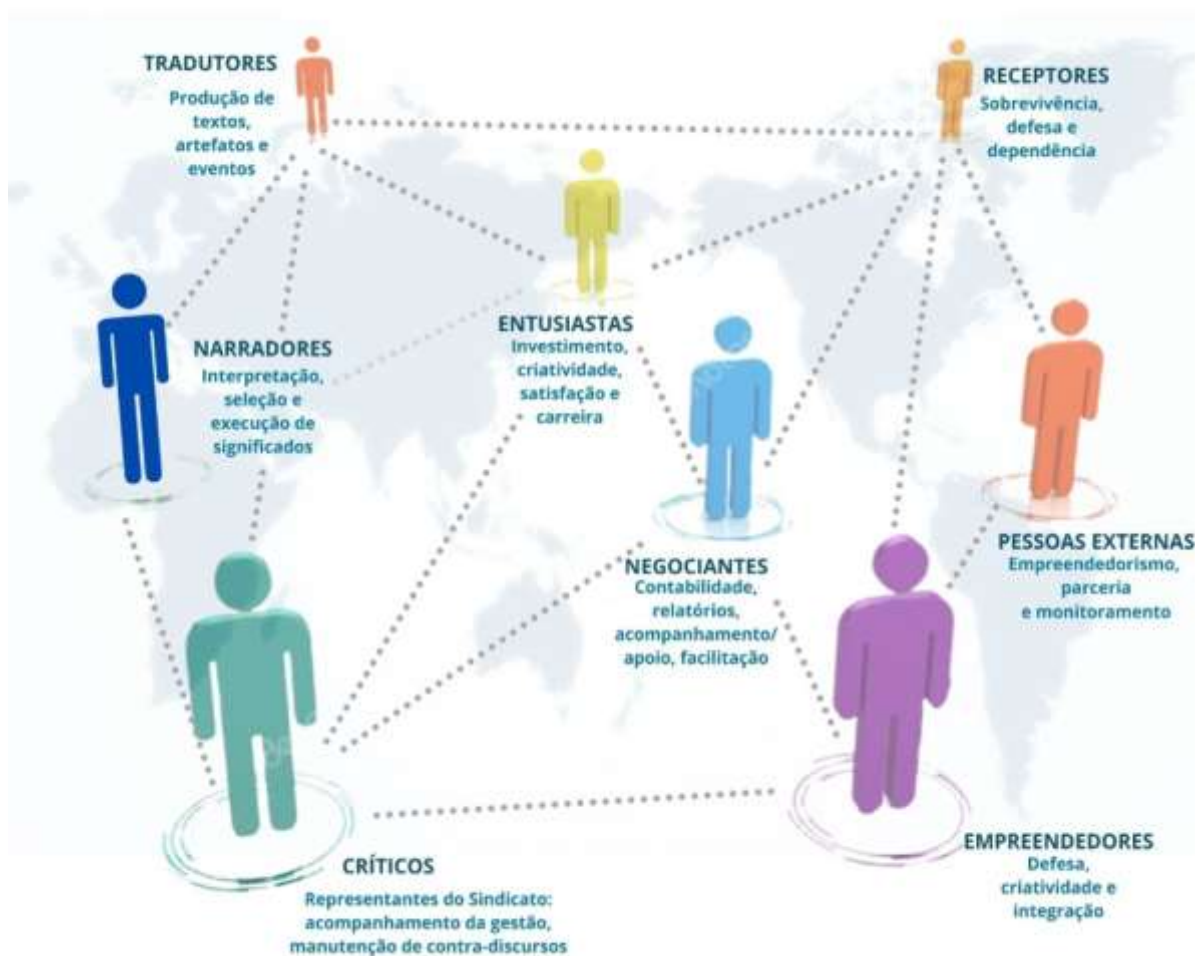 TRADUTORES
Produção de
textos,
artefatos e
eventos
RECEPTORES
Sobrevivência,
defesa e
dependência
NARRADORES
Interpretação,
seleção e
execução de
significados
ENTUSIASTAS
Investimento,
criatividade,
satisfação e
carreira
NEGOCIANTES
Contabilidade,
relatórios,
acompanhamento/
apoio, facilitação
PESSOAS EXTERNAS
Empreendedorismo,
parceria
e monitoramento
CRÍTICOS
Representantes do Sindicato:
acompanhamento da gestão,
manutenção de contra-discursos
EMPREENDEDORES
Defesa,
criatividade e
integração